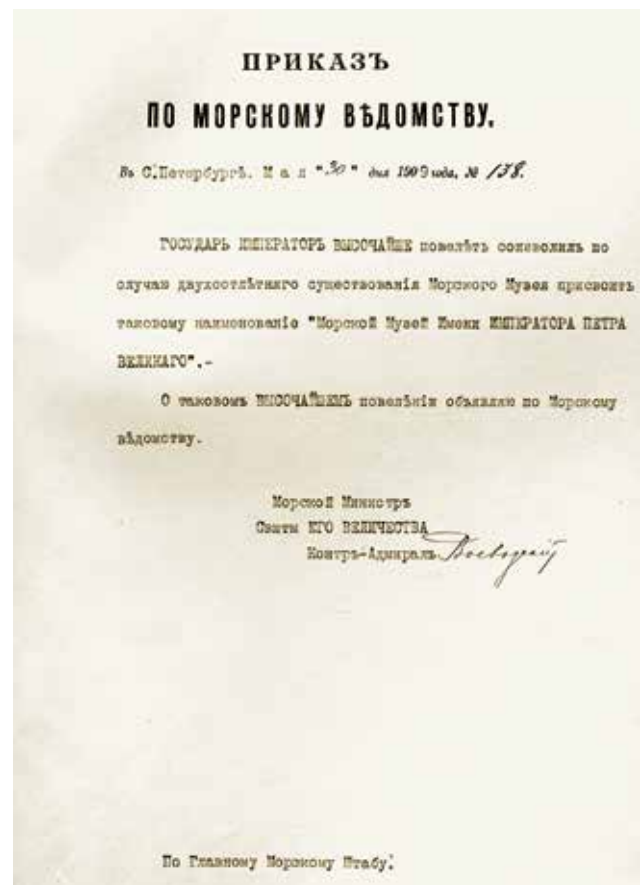 ПРИКАЗЪ
ПО МОРСКОМУ ВѢДОМСТВУ.
Въ С.Петербургѣ. Мая "30" дня 1909 года, № 138.
ГОСУДАРЬ ИМПЕРАТОРЪ ВЫСОЧАЙШЕ повелѣть соизволилъ по
случаю двухсотлѣтняго существованія Морского Музея присвоить
таковому наименованіе "Морской Музей Имени ИМПЕРАТОРА ПЕТРА
ВЕЛИКАГО".-
О таковомъ ВЫСОЧАЙШЕМЪ повелѣніи объявляю по Морскому
вѣдомству.
Морской Министръ
Свиты ЕГО ВЕЛИЧЕСТВА
Контръ-Адмиралъ
По Главному Морскому Штабу.